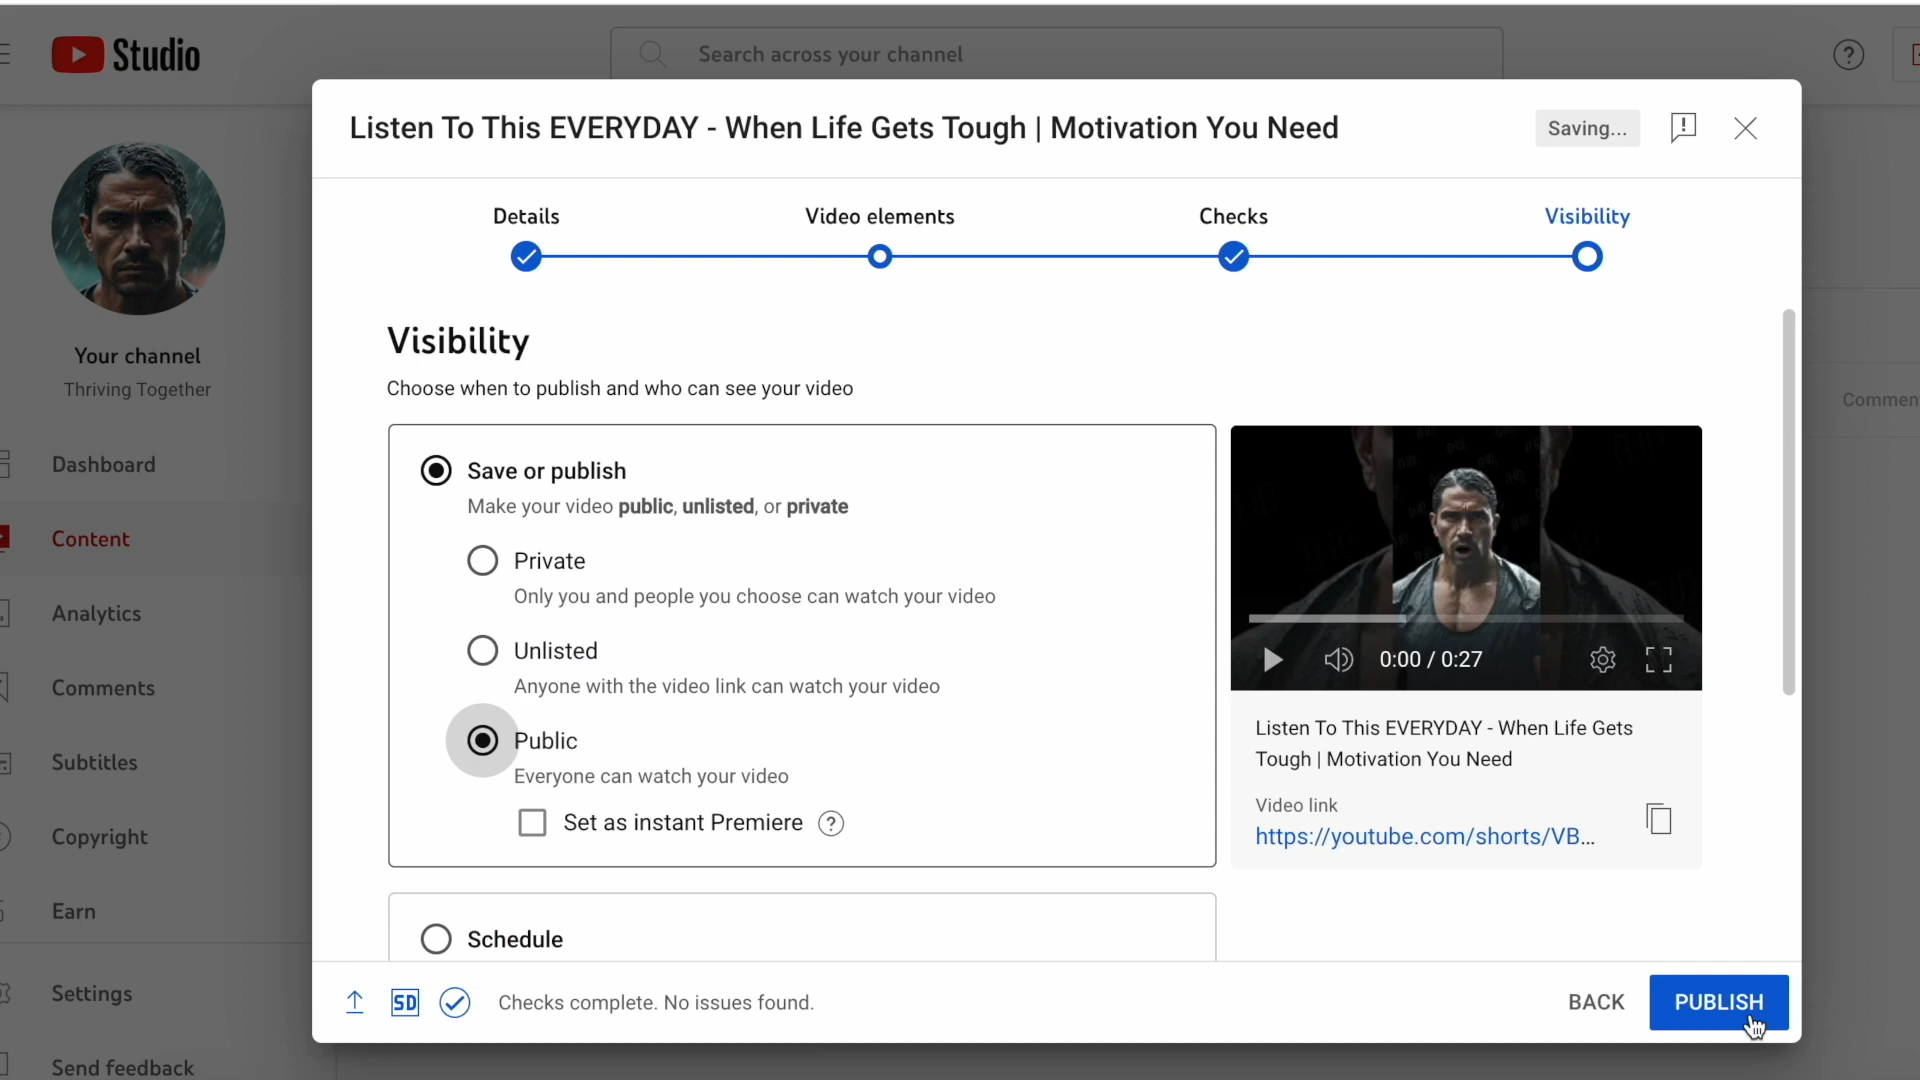 Studio
Search across your channel
Listen To This EVERYDAY - When Life Gets Tough | Motivation You Need
Saving...
Details
Video elements
Checks
Visibility
Your channel
Thriving Together
Dashboard
Content
Analytics
Comments
Subtitles
Copyright
Earn
Settings
Send feedback
Visibility
Choose when to publish and who can see your video
Save or publish
Make your video public, unlisted, or private
Private
Only you and people you choose can watch your video
Unlisted
Anyone with the video link can watch your video
Public
Everyone can watch your video
Set as instant Premiere ?
Schedule
0:00 / 0:27
Listen To This EVERYDAY - When Life Gets
Tough | Motivation You Need
Video link
https://youtube.com/shorts/VB...
SD
Checks complete. No issues found.
BACK
PUBLISH